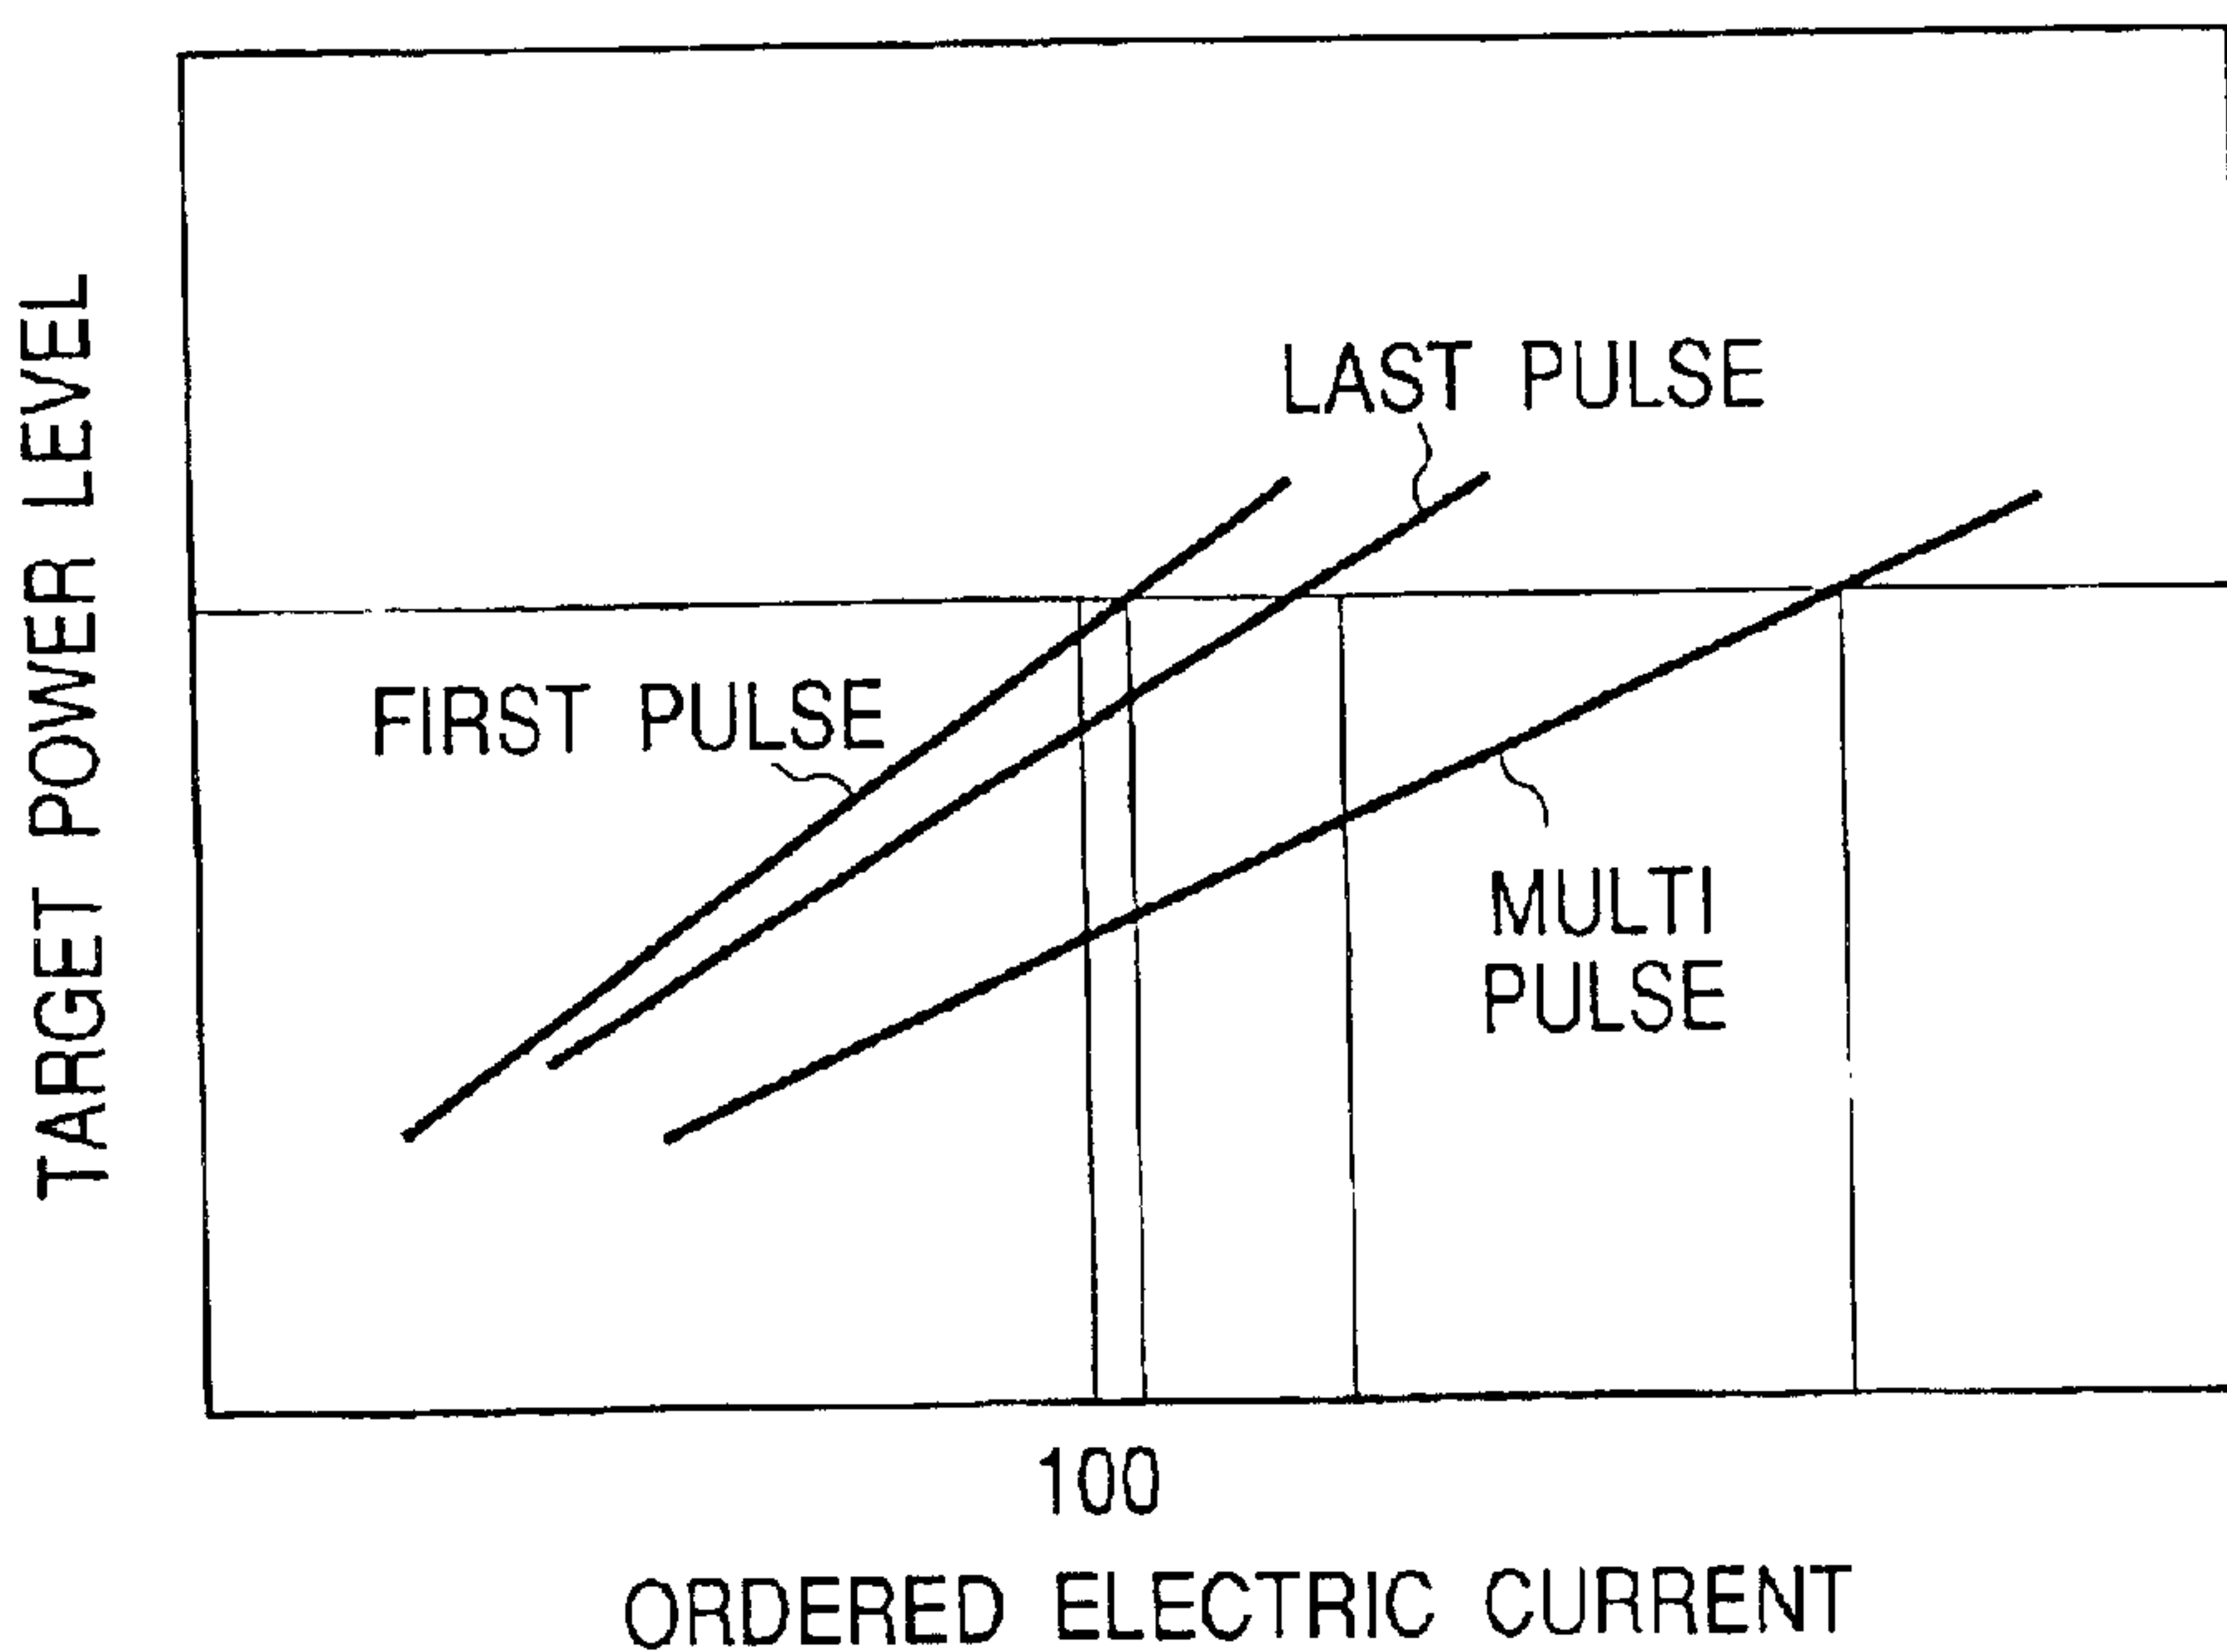 TARGET POWER LEVEL
LAST PULSE
FIRST PULSE
MULTI
PULSE
100
ORDERED ELECTRIC CURRENT